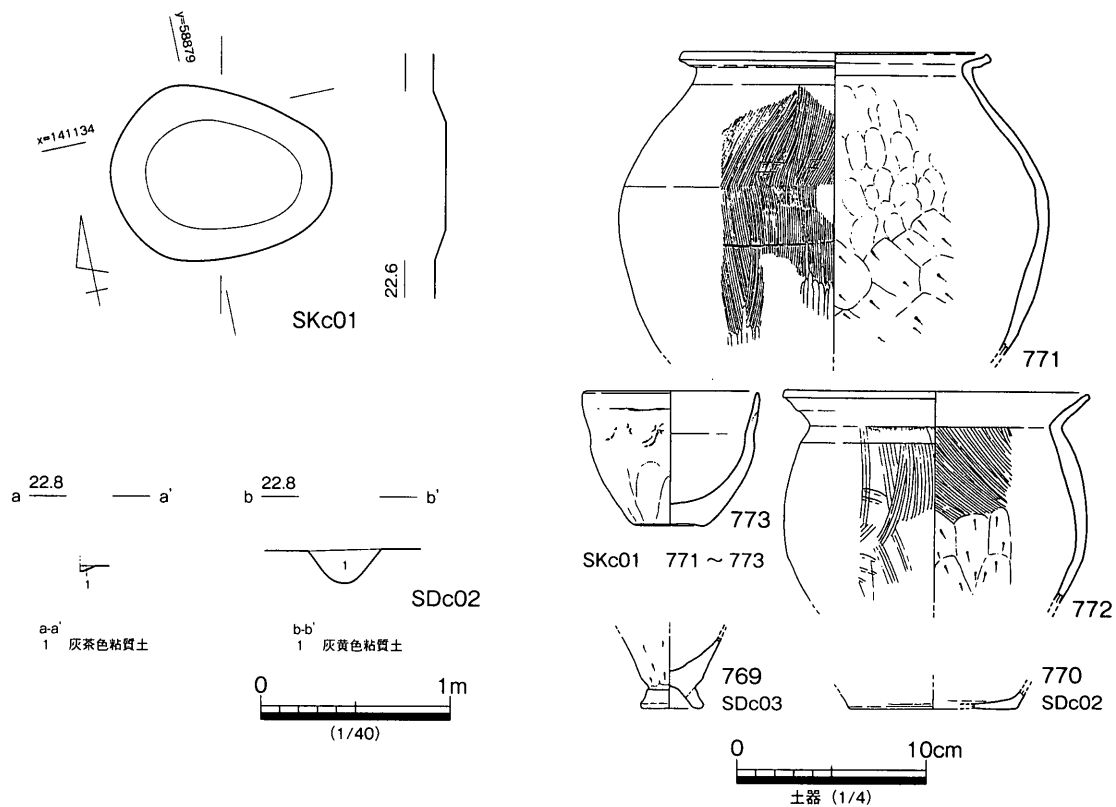 y=58879
x=141134
22.6
SKc01
771
773
SKc01 771～773
772
a 22.8 a'
b 22.8 b'
1
1
SDc02
a-a'
1 灰茶色粘質土
b-b'
1 灰黄色粘質土
0 1m
(1/40)
769
SDc03
770
SDc02
0 10cm
土器 (1/4)